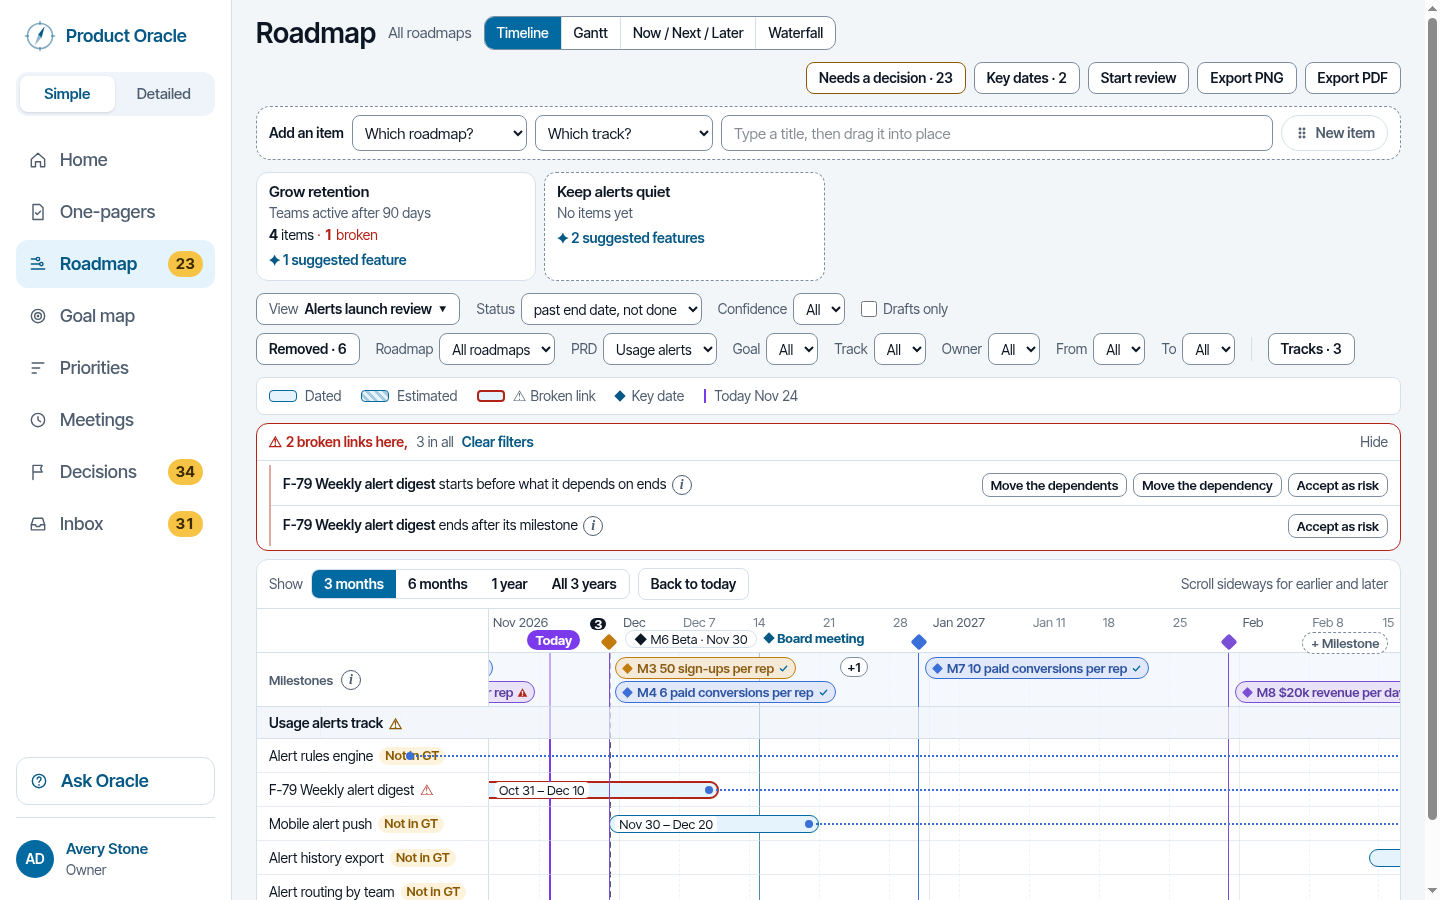 Product Oracle
Simple
Detailed
Home
One-pagers
Roadmap 23
Goal map
Priorities
Meetings
Decisions 34
Inbox 31
Ask Oracle
AD
Avery Stone
Owner
Roadmap All roadmaps Timeline Gantt Now / Next / Later Waterfall
Needs a decision · 23 Key dates · 2 Start review Export PNG Export PDF
Add an item Which roadmap? Which track? Type a title, then drag it into place New item
Grow retention
Teams active after 90 days
4 items · 1 broken
1 suggested feature
Keep alerts quiet
No items yet
2 suggested features
View Alerts launch review ▼ Status past end date, not done Confidence All Drafts only
Removed · 6 Roadmap All roadmaps PRD Usage alerts Goal All Track All Owner All From All To All Tracks · 3
Dated Estimated ⚠ Broken link Key date Today Nov 24
⚠ 2 broken links here, 3 in all Clear filters Hide
F-79 Weekly alert digest starts before what it depends on ends i Move the dependents Move the dependency Accept as risk
F-79 Weekly alert digest ends after its milestone i Accept as risk
Show 3 months 6 months 1 year All 3 years Back to today Scroll sideways for earlier and later
Nov 2026 3 Dec Dec 7 14 21 28 Jan 2027 Jan 11 18 25 Feb Feb 8 15
Today M6 Beta · Nov 30 Board meeting + Milestone
Milestones i
M3 50 sign-ups per rep ✓ +1 M7 10 paid conversions per rep ✓
r rep M4 6 paid conversions per rep ✓ M8 $20k revenue per day
Usage alerts track ⚠
Alert rules engine Not in GT
F-79 Weekly alert digest ⚠ Oct 31 – Dec 10
Mobile alert push Not in GT Nov 30 – Dec 20
Alert history export Not in GT
Alert routing by team Not in GT